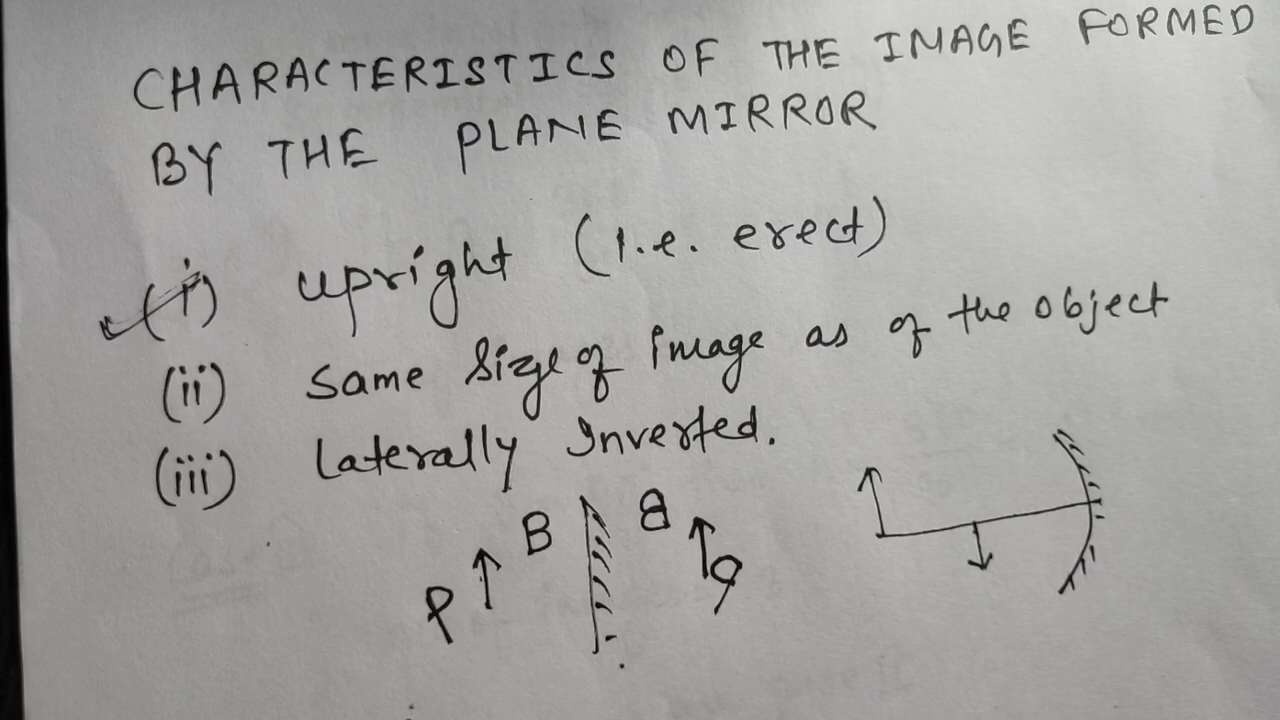 CHARACTERISTICS OF THE IMAGE FORMED
BY THE PLANE MIRROR
(i) upright (i.e. erect)
(ii) Same Size of image as of the object
(iii) Laterally Inverted.
P B B P